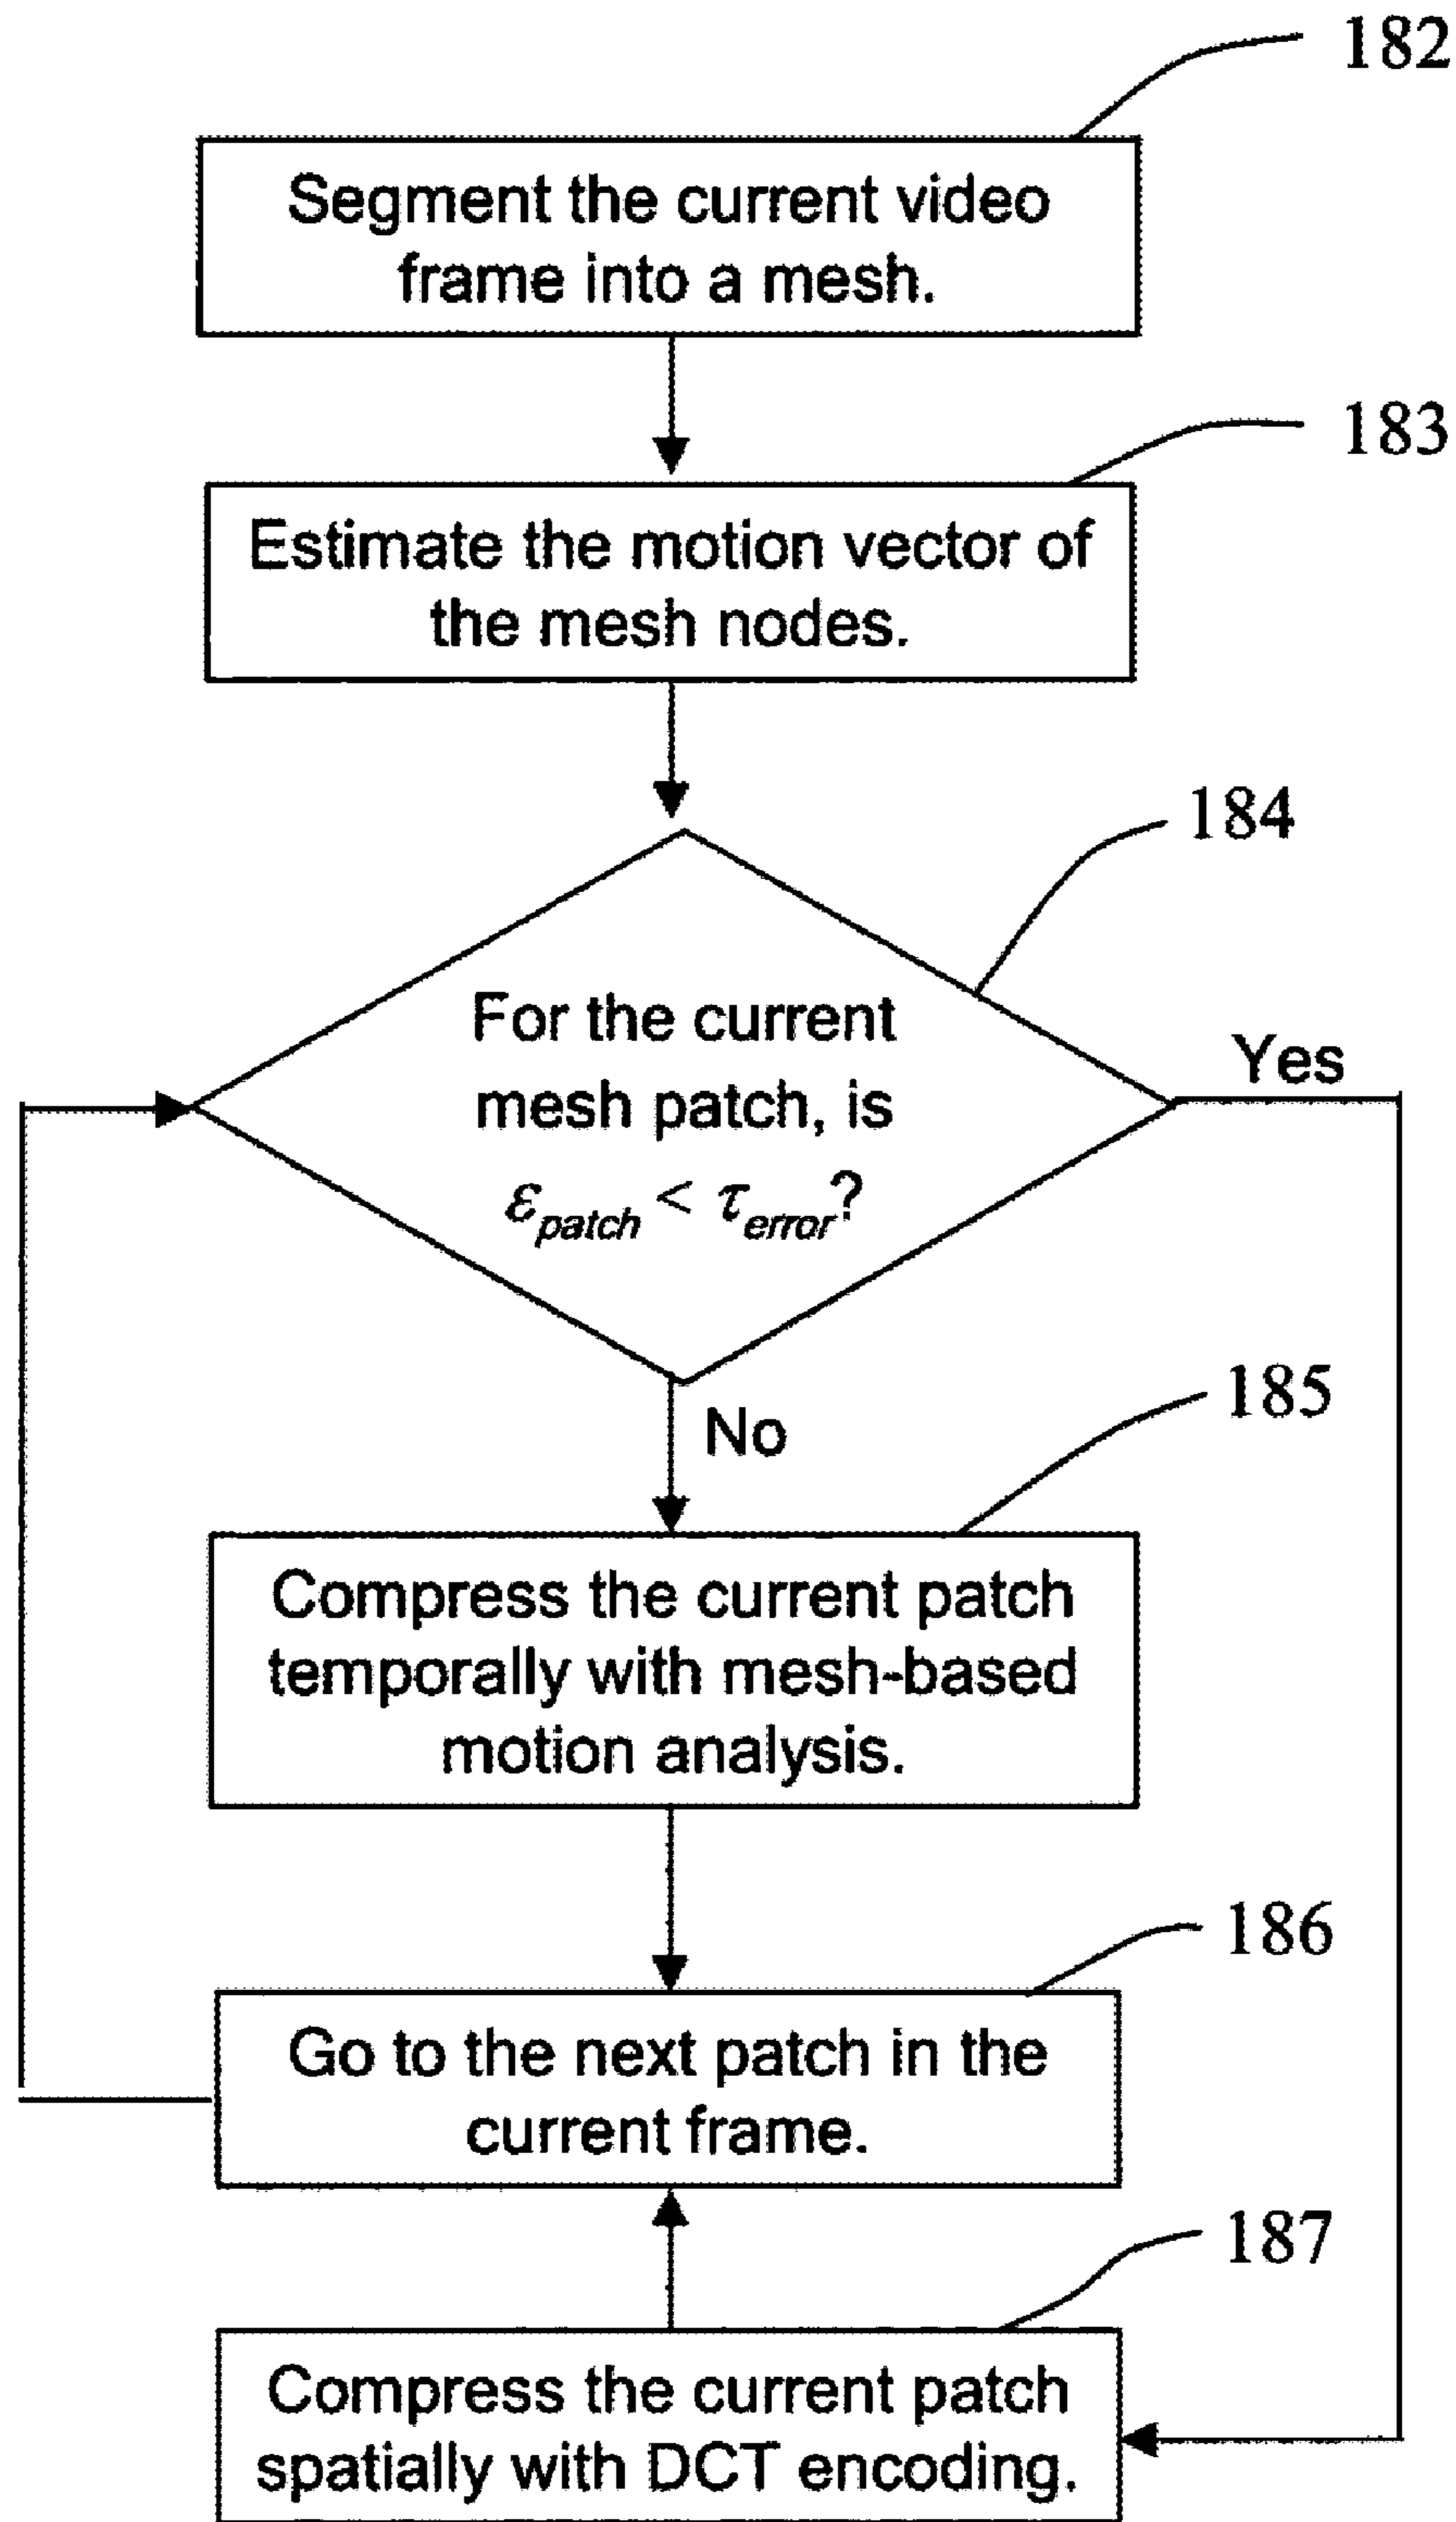 182
Segment the current video
frame into a mesh.
183
Estimate the motion vector of
the mesh nodes.
184
For the current
mesh patch, is
εpatch < τerror?
Yes
No
185
Compress the current patch
temporally with mesh-based
motion analysis.
186
Go to the next patch in the
current frame.
187
Compress the current patch
spatially with DCT encoding.